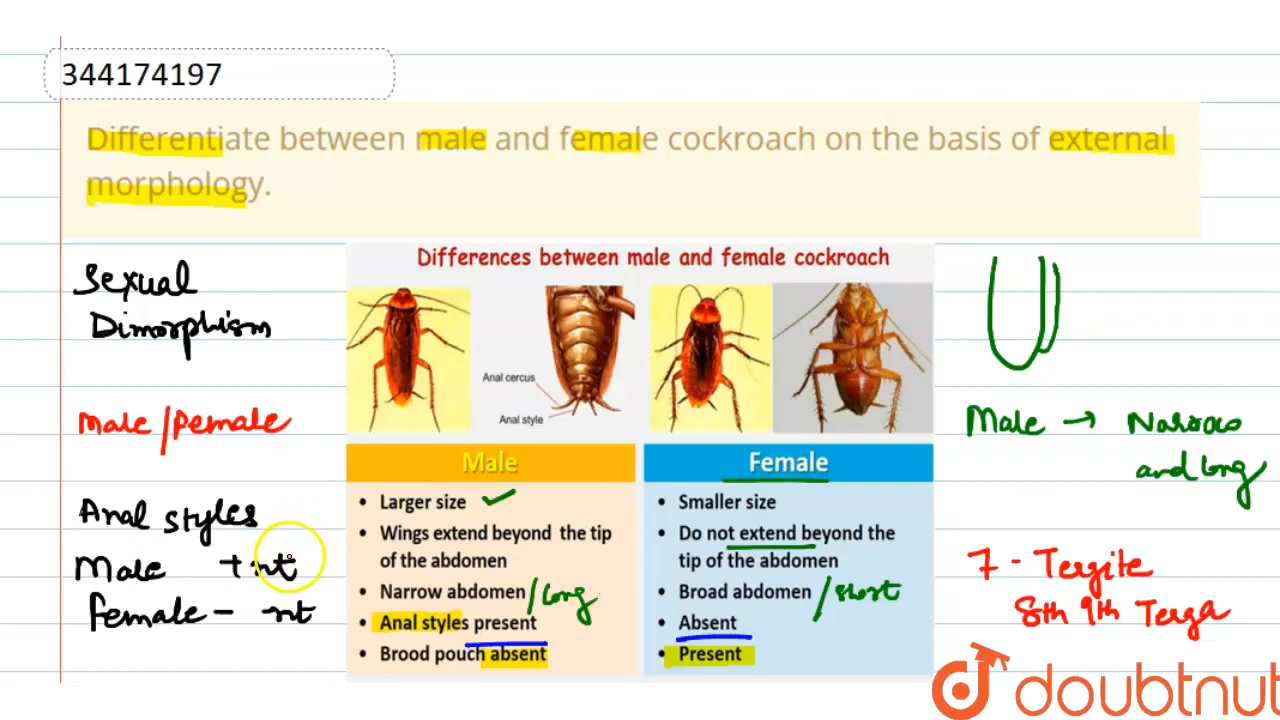 344174197
Differentiate between male and female cockroach on the basis of external
morphology.
Sexual
Dimorphism
Male/Female
Anal styles
Male + nt
Female - nt
Differences between male and female cockroach
Anal cercus
Anal style
Male
• Larger size ✓
• Wings extend beyond the tip
of the abdomen
• Narrow abdomen / long
• Anal styles present
• Brood pouch absent
Female
• Smaller size
• Do not extend beyond the
tip of the abdomen
• Broad abdomen / short
• Absent
• Present
Male → Narrow
and long
7 - Tergite
8th 9th Terga
doubtnut